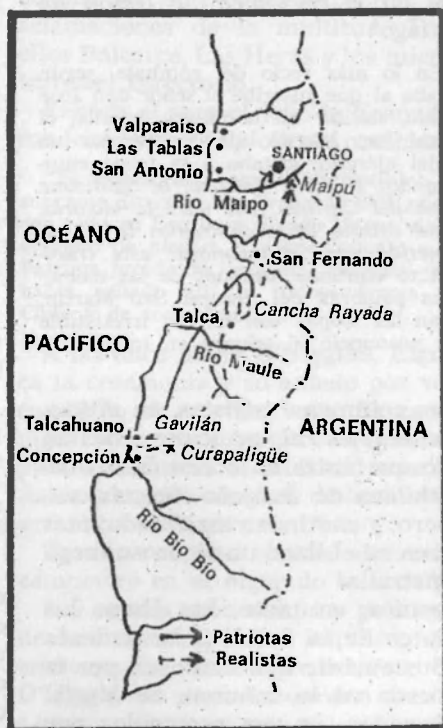 Valparaíso
Las Tablas
San Antonio
SANTIAGO
Maipú
Río Maipo
OCÉANO
San Fernando
Cancha Rayada
Talca
PACÍFICO
Río Maule
ARGENTINA
Talcahuano
Gavilán
Concepción
Curapaligüe
Río Bío Bío
Patriotas
Realistas